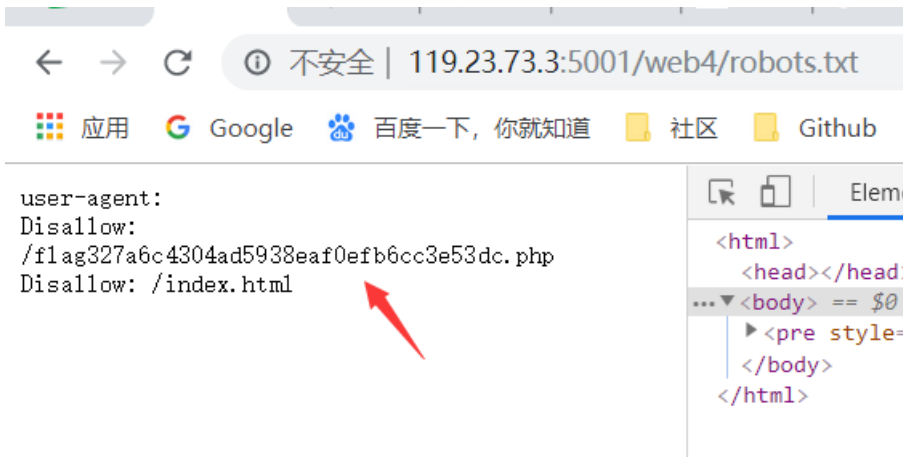 不安全 | 119.23.73.3:5001/web4/robots.txt
应用 Google 百度一下，你就知道 社区 Github
user-agent:
Disallow:
/flag327a6c4304ad5938eaf0efb6cc3e53dc.php
Disallow: /index.html
Elem
<html>
<head></head>
<body> == $0
<pre style=
</body>
</html>